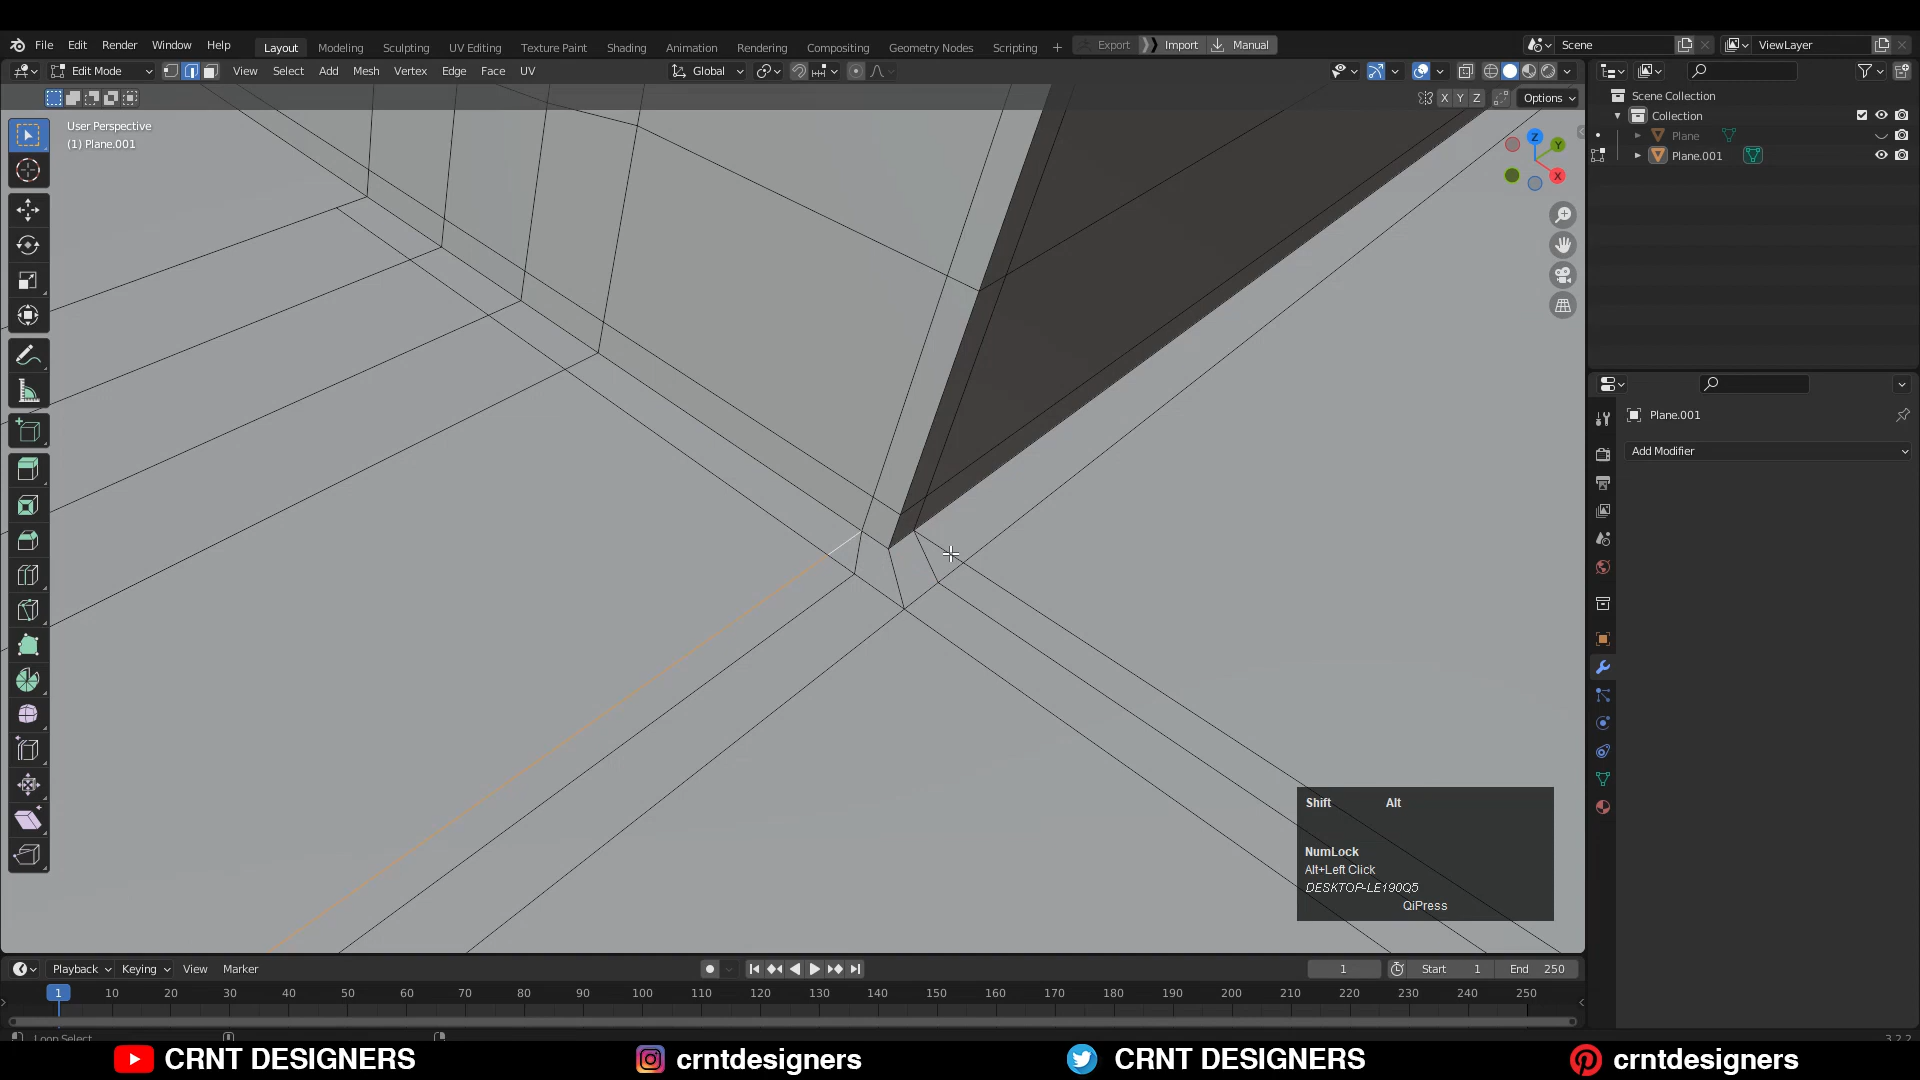 File Edit Render Window Help Layout Modeling Sculpting UV Editing Texture Paint Shading Animation Rendering Compositing Geometry Nodes Scripting + Export Import Manual Scene ViewLayer
Edit Mode View Select Add Mesh Vertex Edge Face UV Global
X Y Z Options
User Perspective
(1) Plane.001
Z Y X
Scene Collection
Collection
Plane
Plane.001
Plane.001
Add Modifier
Shift Alt
NumLock
Alt+Left Click
DESKTOP-LE190Q5
QiPress
Playback Keying View Marker 1 Start 1 End 250
1 10 20 30 40 50 60 70 80 90 100 110 120 130 140 150 160 170 180 190 200 210 220 230 240 250
Loop Select 3.2.2
CRNT DESIGNERS crntdesigners CRNT DESIGNERS crntdesigners